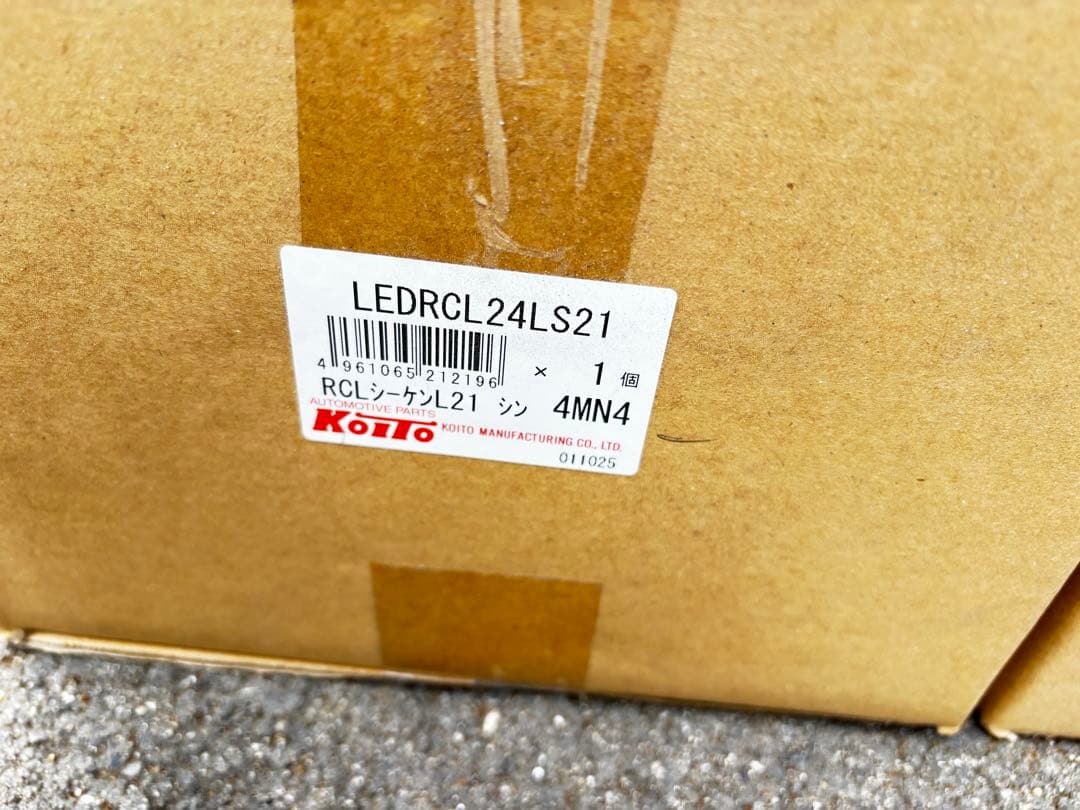 LEDRCL24LS21
4 961065 212196
× 1 個
RCLシーケンL21 シン 4MN4
AUTOMOTIVE PARTS
KOITO KOITO MANUFACTURING CO., LTD.
011025